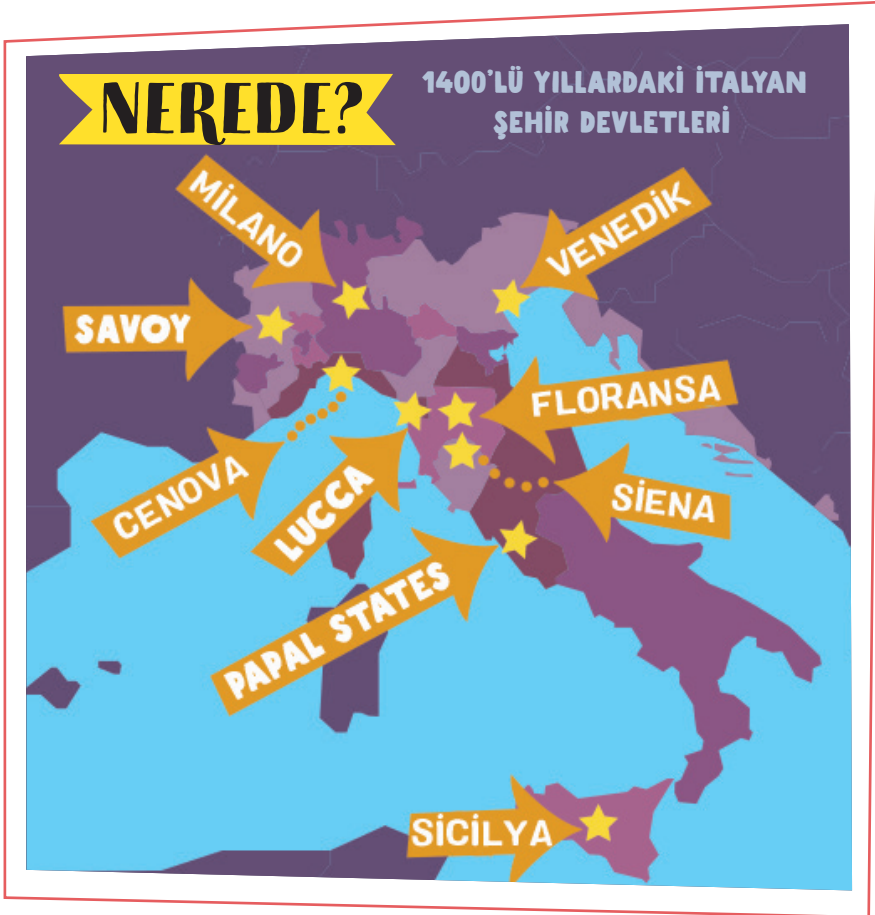 NEREDE?
1400'LÜ YILLARDAKİ İTALYAN
ŞEHİR DEVLETLERİ
MİLANO
VENEDİK
SAVOY
FLORANSA
CENOVA
LUCCA
SİENA
PAPAL STATES
SİCİLYA